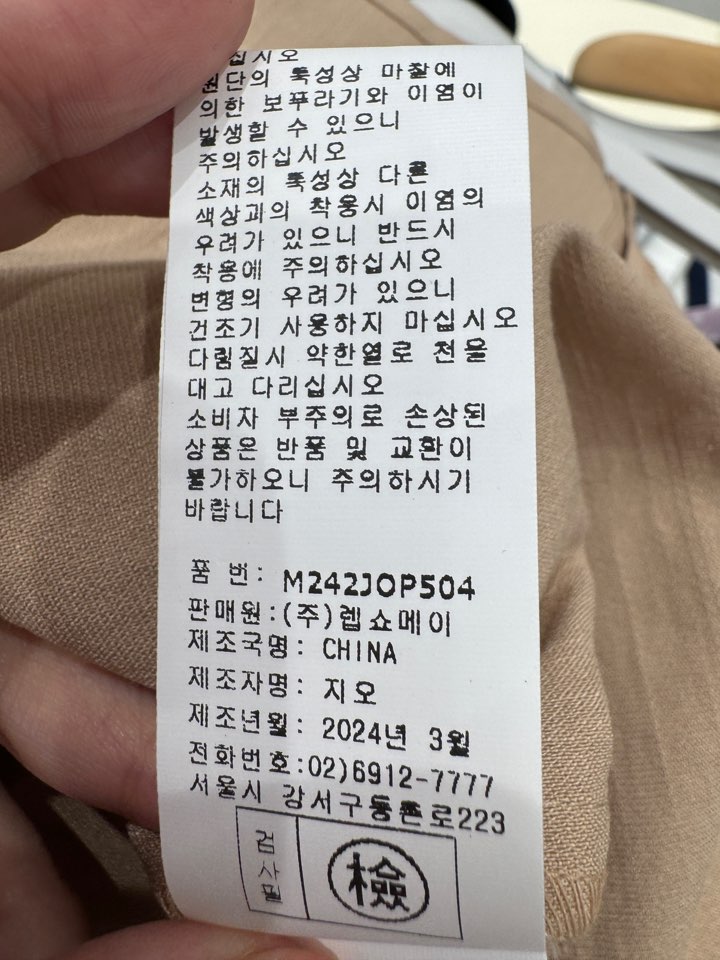 십시오
원단의 특성상 마찰에
의한 보푸라기와 이염이
발생할 수 있으니
주의하십시오
소재의 특성상 다른
색상과의 착용시 이염의
우려가 있으니 반드시
착용에 주의하십시오
변형의 우려가 있으니
건조기 사용하지 마십시오
다림질시 약한열로 천을
대고 다리십시오
소비자 부주의로 손상된
상품은 반품 및 교환이
불가하오니 주의하시기
바랍니다
품 번: M242JOP504
판매원:(주)렙쇼메이
제조국명: CHINA
제조자명: 지오
제조년월: 2024년 3월
전화번호:02)6912-7777
서울시 강서구등촌로223
검사필
檢